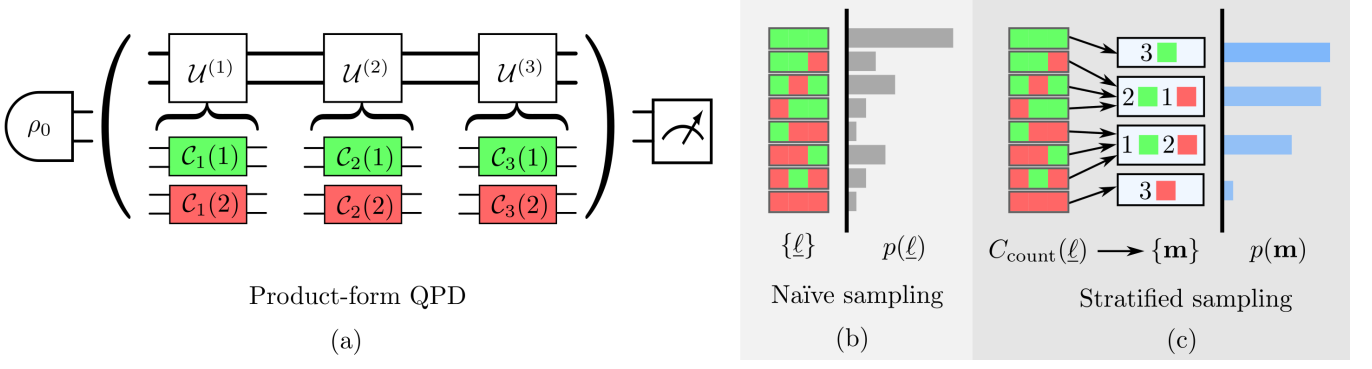 ρ₀
𝒰⁽¹⁾ 𝒰⁽²⁾ 𝒰⁽³⁾
𝒞₁(1) 𝒞₂(1) 𝒞₃(1)
𝒞₁(2) 𝒞₂(2) 𝒞₃(2)
Product-form QPD
(a)
{ℓ} p(ℓ)
Naïve sampling
(b)
3
2 1
1 2
3
C_count(ℓ) → {m} p(m)
Stratified sampling
(c)